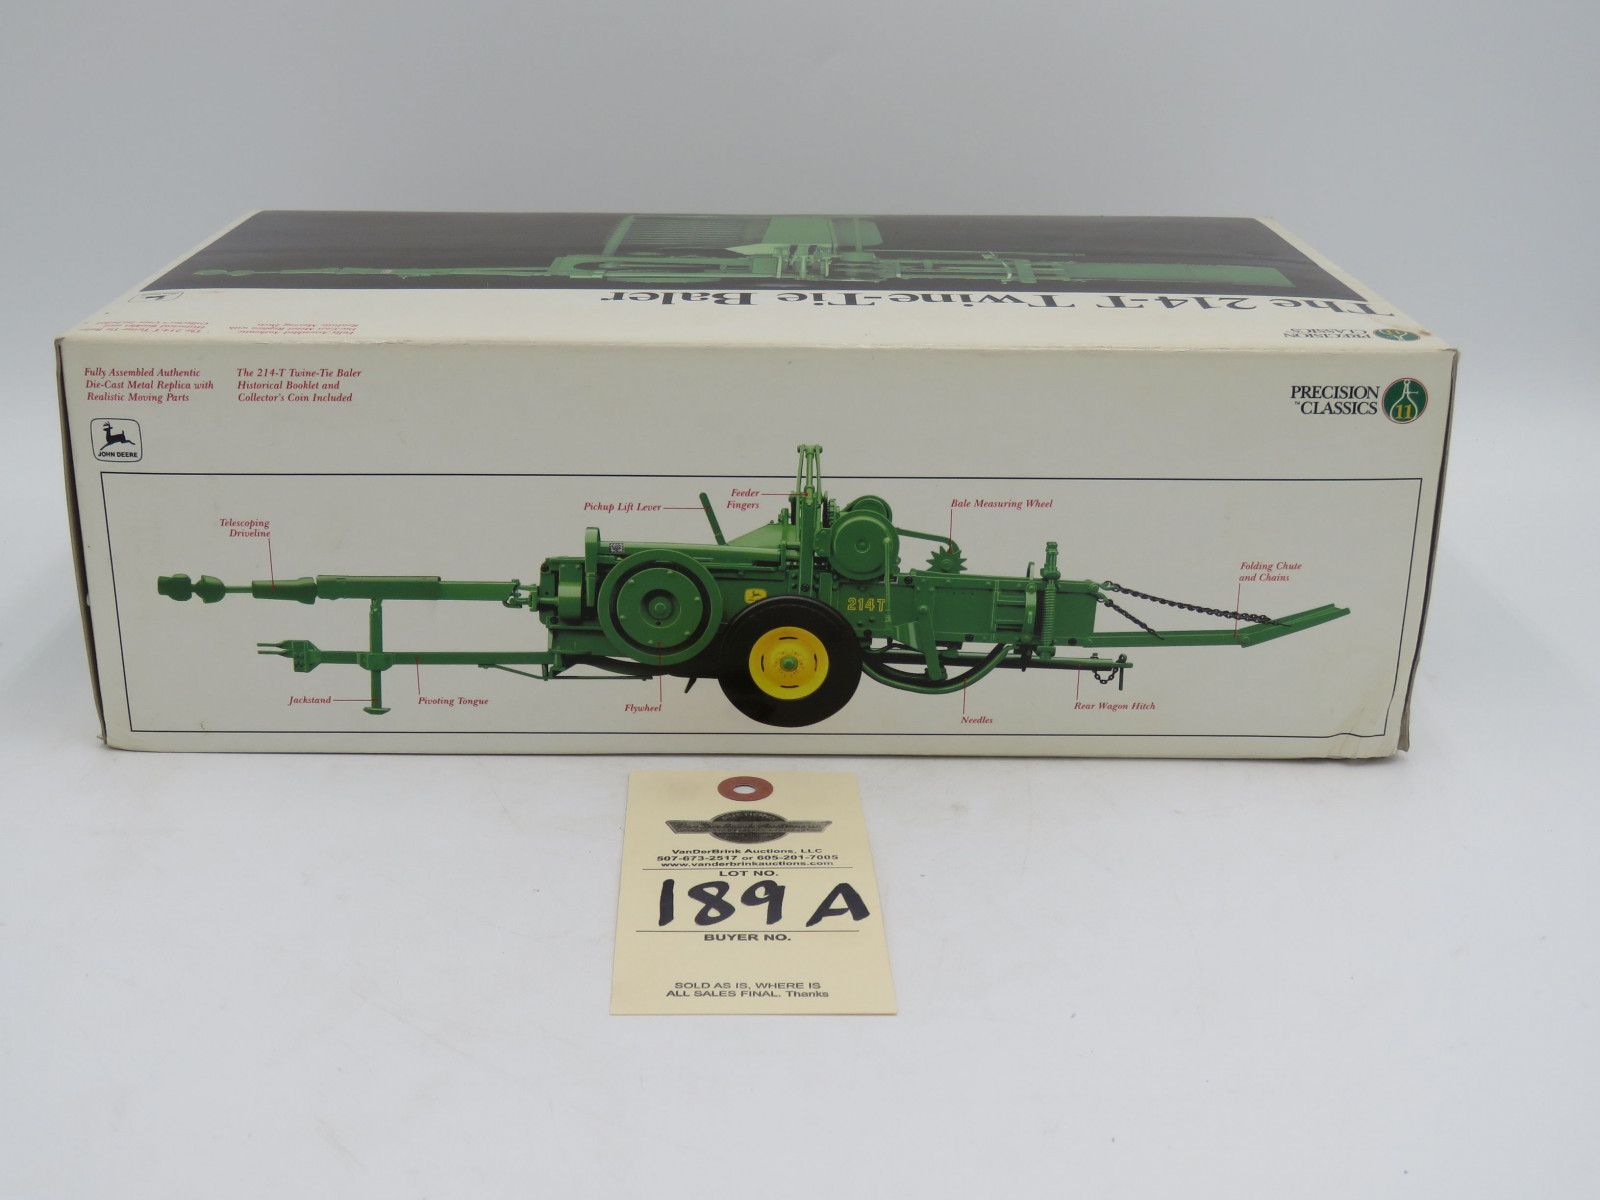 The 214-T Twine-Tie Baler
PRECISION
CLASSICS
Fully Assembled Authentic
Die-Cast Metal Replica with
Realistic Moving Parts
The 214-T Twine-Tie Baler
Historical Booklet and
Collector's Coin Included
PRECISION
™CLASSICS
11
JOHN DEERE
Telescoping
Driveline
Pickup Lift Lever
Feeder
Fingers
Bale Measuring Wheel
Folding Chute
and Chains
214T
Jackstand
Pivoting Tongue
Flywheel
Needles
Rear Wagon Hitch
VanDerBrink Auctions, LLC
507-673-2517 or 605-201-7005
www.vanderbrinkauctions.com
LOT NO.
189A
BUYER NO.
SOLD AS IS, WHERE IS
ALL SALES FINAL. Thanks